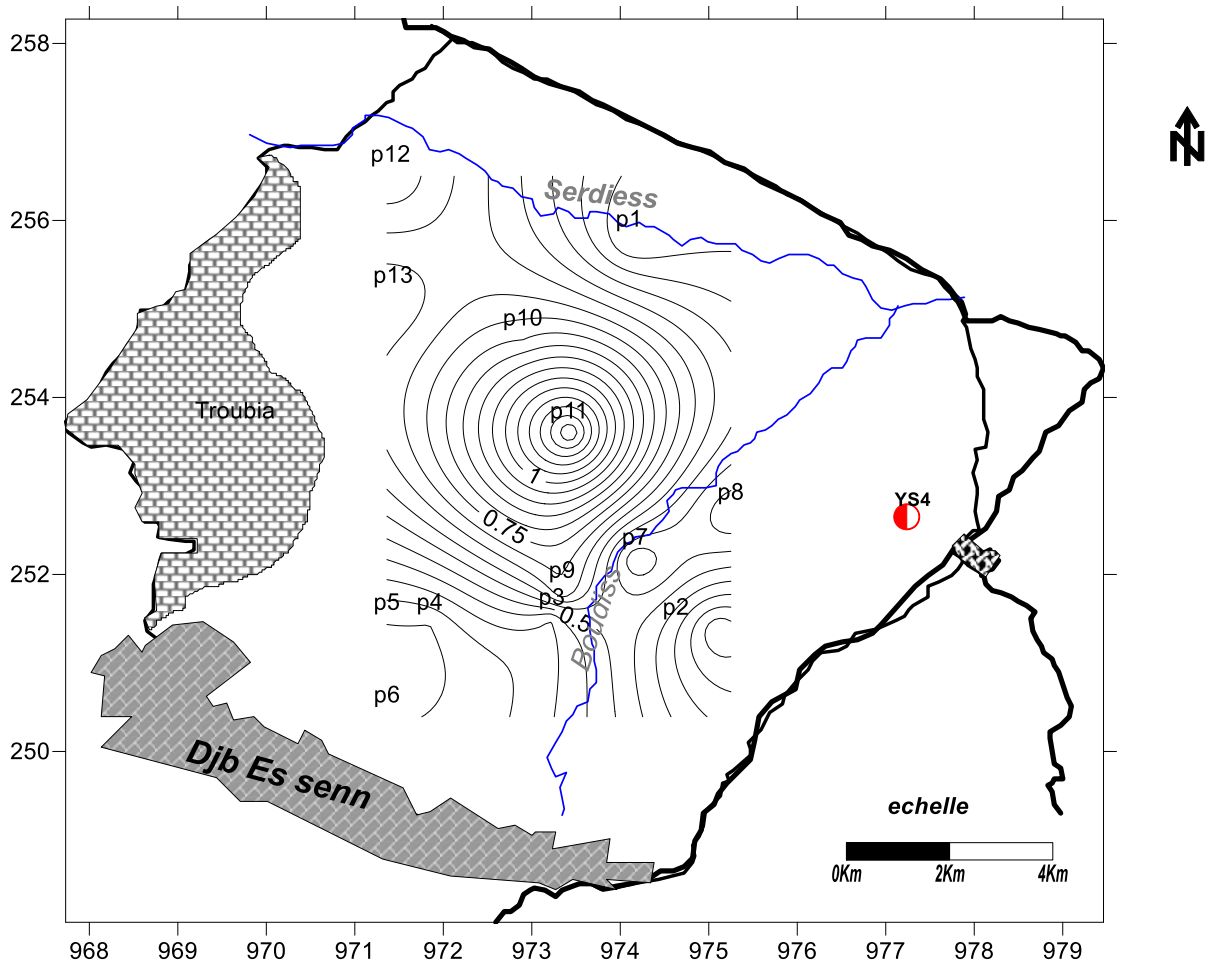 258
256
254
252
250
N
p12
Serdiess
p1
p13
p10
Troubia
p11
1
p8
YS4
0.75
p7
p9
p3
p5
p4
0.5
p2
Boudiss
p6
Djb Es senn
echelle
0Km 2Km 4Km
968 969 970 971 972 973 974 975 976 977 978 979